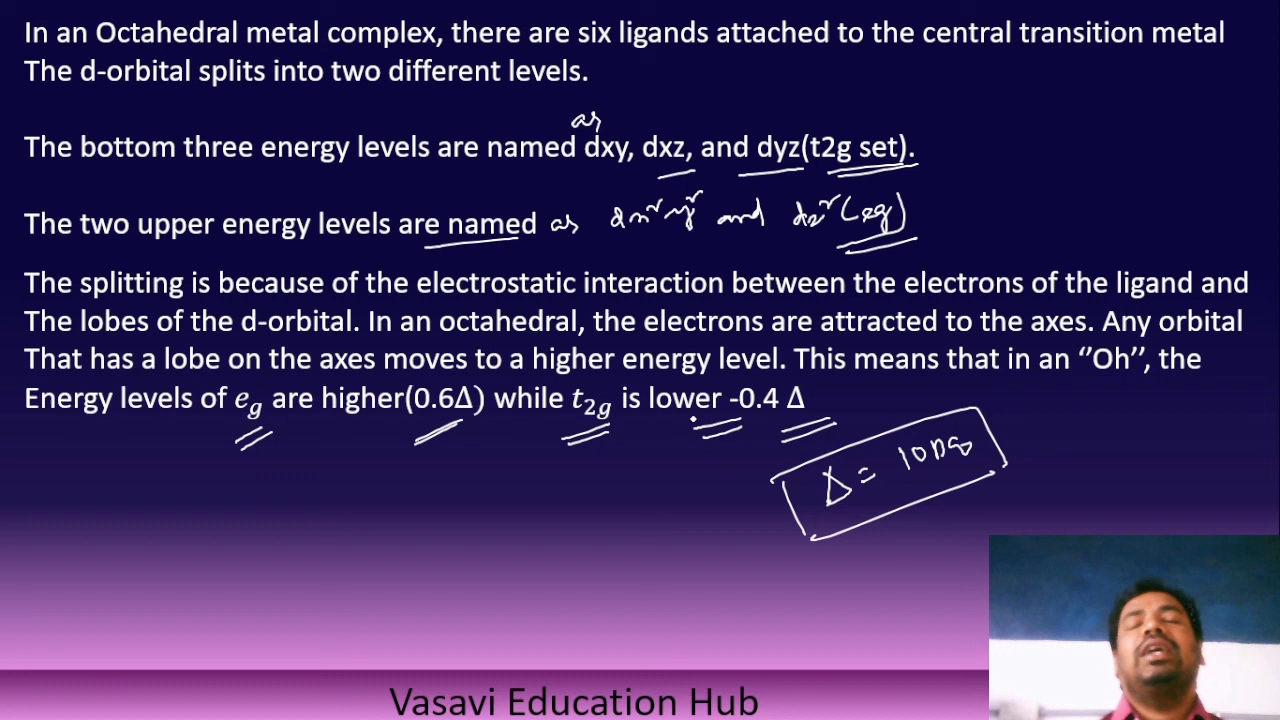 In an Octahedral metal complex, there are six ligands attached to the central transition metal
The d-orbital splits into two different levels.
as
The bottom three energy levels are named dxy, dxz, and dyz(t2g set).
The two upper energy levels are named as dx²-y² and dz² (eg)
The splitting is because of the electrostatic interaction between the electrons of the ligand and
The lobes of the d-orbital. In an octahedral, the electrons are attracted to the axes. Any orbital
That has a lobe on the axes moves to a higher energy level. This means that in an ‘’Oh’’, the
Energy levels of e_g are higher(0.6Δ) while t_2g is lower -0.4 Δ
Δ = 10Dq
Vasavi Education Hub